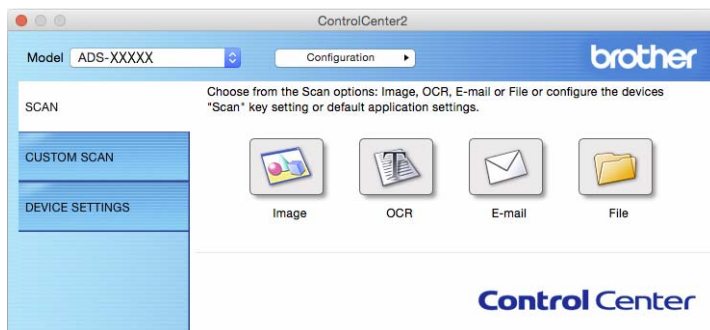 ControlCenter2
Model ADS-XXXXX Configuration brother
SCAN
CUSTOM SCAN
DEVICE SETTINGS
Choose from the Scan options: Image, OCR, E-mail or File or configure the devices
"Scan" key setting or default application settings.
Image OCR E-mail File
Control Center